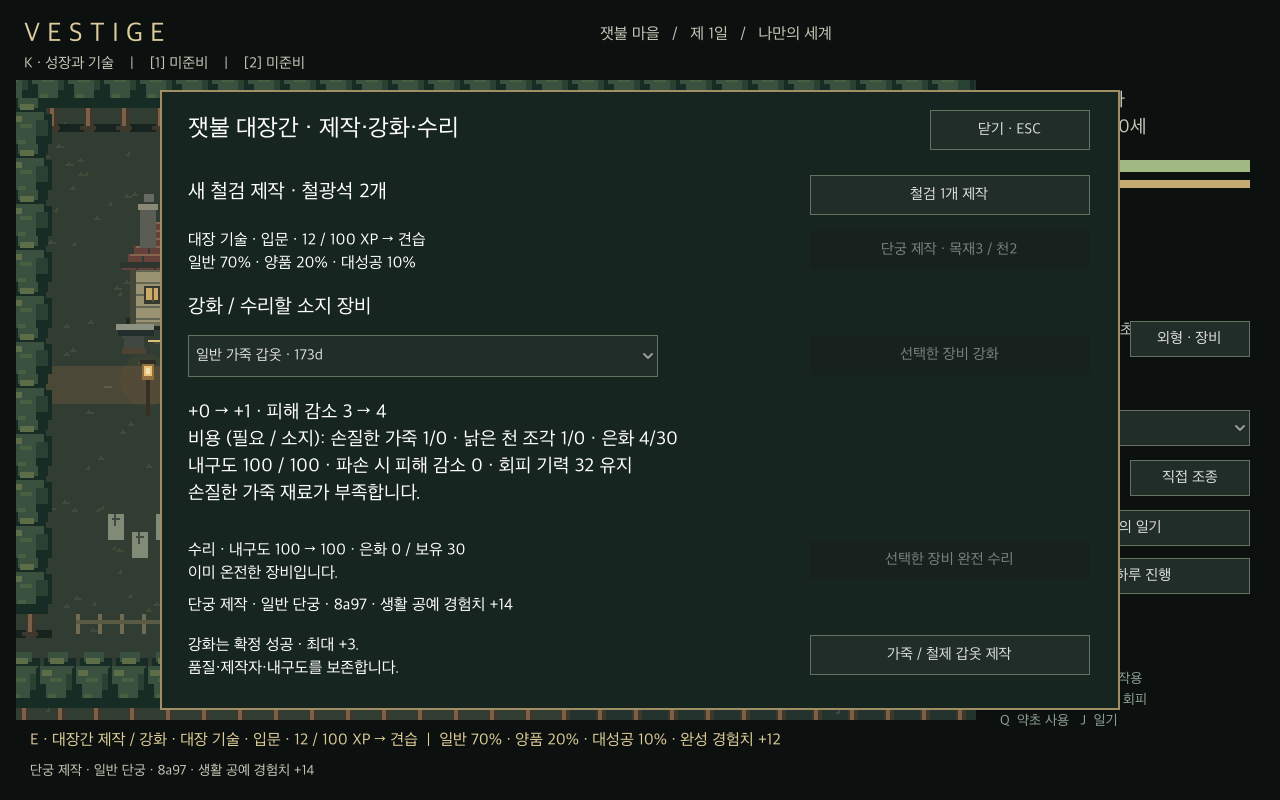 VESTIGE
잿불 마을 / 제 1일 / 나만의 세계
K · 성장과 기술 | [1] 미준비 | [2] 미준비
잿불 대장간 · 제작·강화·수리
닫기 · ESC
0세
새 철검 제작 · 철광석 2개
철검 1개 제작
대장 기술 · 입문 · 12 / 100 XP → 견습
일반 70% · 양품 20% · 대성공 10%
단궁 제작 · 목재3 / 천2
강화 / 수리할 소지 장비
외형 · 장비
일반 가죽 갑옷 · 173d
선택한 장비 강화
+0 → +1 · 피해 감소 3 → 4
비용 (필요 / 소지): 손질한 가죽 1/0 · 낡은 천 조각 1/0 · 은화 4/30
내구도 100 / 100 · 파손 시 피해 감소 0 · 회피 기력 32 유지
직접 조종
손질한 가죽 재료가 부족합니다.
의 일기
수리 · 내구도 100 → 100 · 은화 0 / 보유 30
이미 온전한 장비입니다.
선택한 장비 완전 수리
하루 진행
단궁 제작 · 일반 단궁 · 8a97 · 생활 공예 경험치 +14
강화는 확정 성공 · 최대 +3.
품질·제작자·내구도를 보존합니다.
가죽 / 철제 갑옷 제작
작용
회피
Q 약초 사용 J 일기
E · 대장간 제작 / 강화 · 대장 기술 · 입문 · 12 / 100 XP → 견습 | 일반 70% · 양품 20% · 대성공 10% · 완성 경험치 +12
단궁 제작 · 일반 단궁 · 8a97 · 생활 공예 경험치 +14